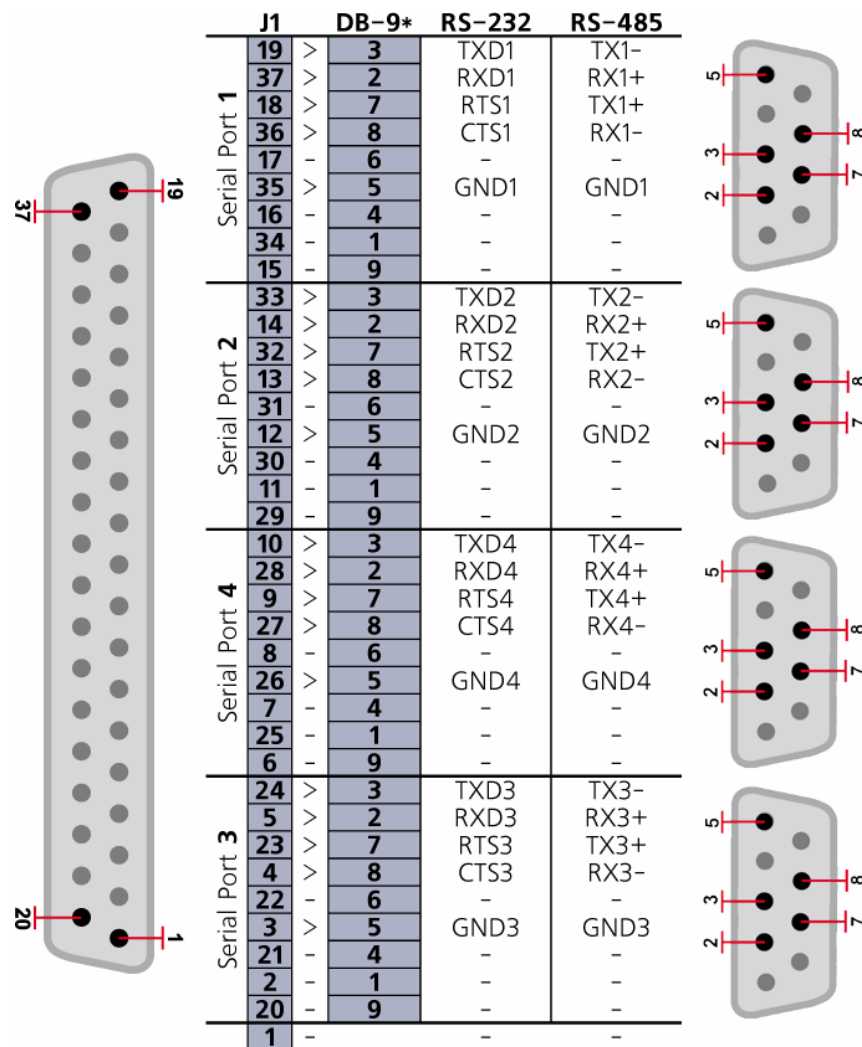 J1 DB-9* RS-232 RS-485
Serial Port 1
19 > 3 TXD1 TX1-
37 > 2 RXD1 RX1+
18 > 7 RTS1 TX1+
36 > 8 CTS1 RX1-
17 - 6 - -
35 > 5 GND1 GND1
16 - 4 - -
34 - 1 - -
15 - 9 - -
Serial Port 2
33 > 3 TXD2 TX2-
14 > 2 RXD2 RX2+
32 > 7 RTS2 TX2+
13 > 8 CTS2 RX2-
31 - 6 - -
12 > 5 GND2 GND2
30 - 4 - -
11 - 1 - -
29 - 9 - -
Serial Port 4
10 > 3 TXD4 TX4-
28 > 2 RXD4 RX4+
9 > 7 RTS4 TX4+
27 > 8 CTS4 RX4-
8 - 6 - -
26 > 5 GND4 GND4
7 - 4 - -
25 - 1 - -
6 - 9 - -
Serial Port 3
24 > 3 TXD3 TX3-
5 > 2 RXD3 RX3+
23 > 7 RTS3 TX3+
4 > 8 CTS3 RX3-
22 - 6 - -
3 > 5 GND3 GND3
21 - 4 - -
2 - 1 - -
20 - 9 - -
1 - - -
19
37
20
1
5
8
3
7
2
5
8
3
7
2
5
8
3
7
2
5
8
3
7
2